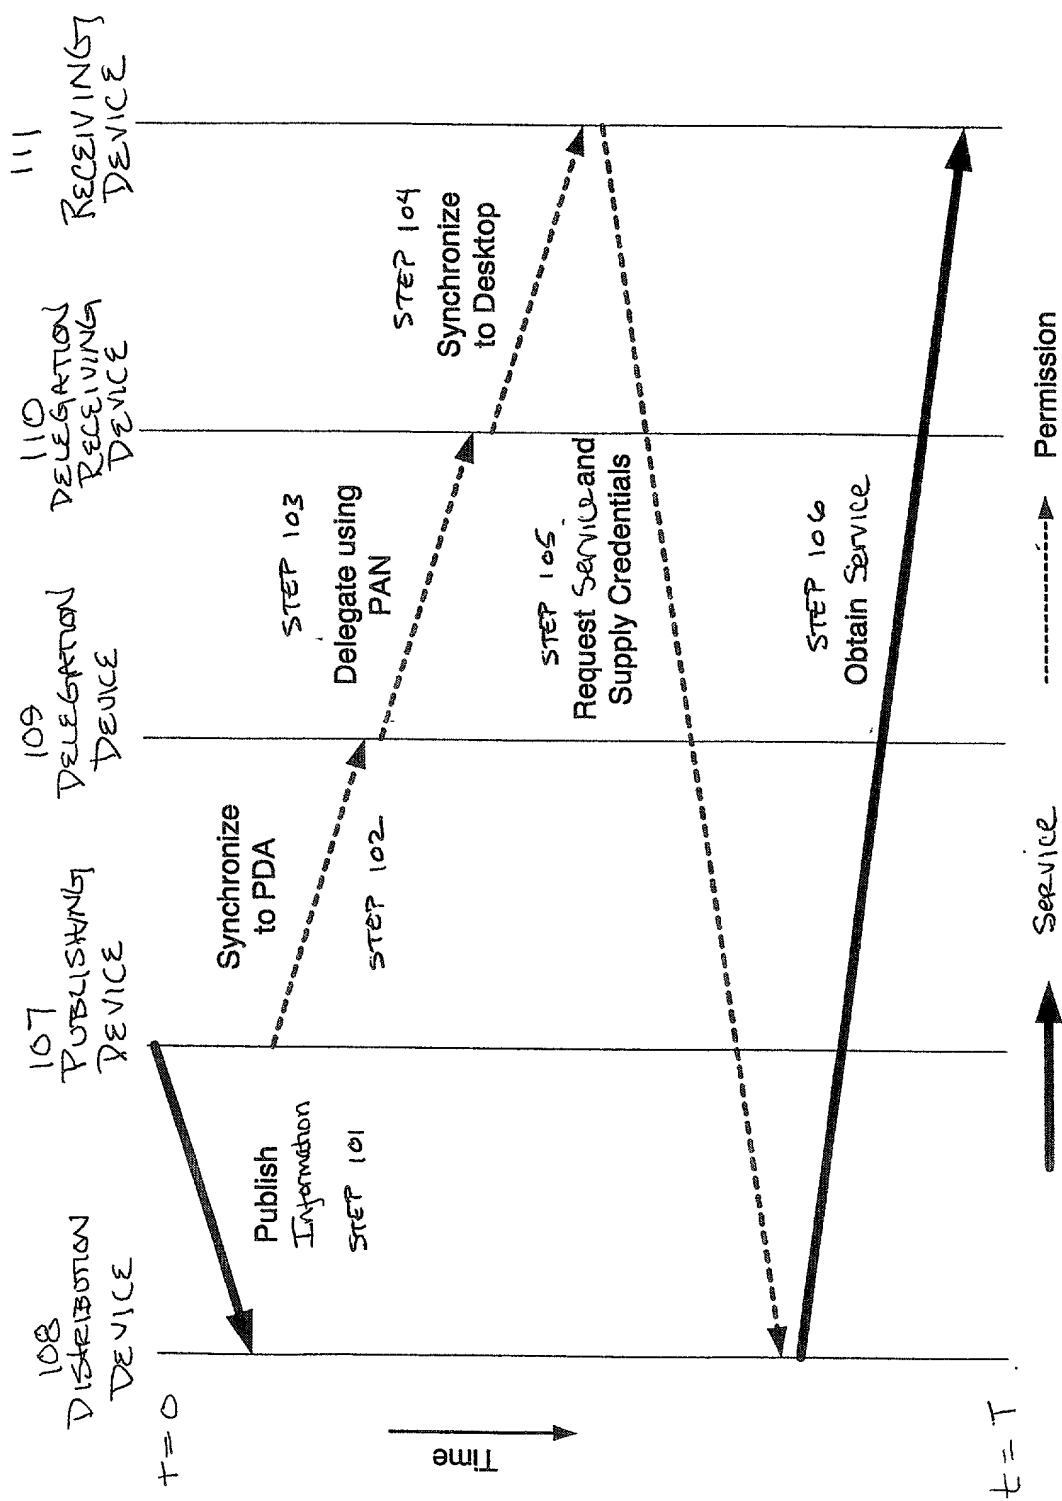 108
DISTRIBUTION
DEVICE
107
PUBLISHING
DEVICE
109
DELEGATION
DEVICE
110
DELEGATION
RECEIVING
DEVICE
111
RECEIVING
DEVICE
t=0
Time
Publish
Information
STEP 101
Synchronize
to PDA
STEP 102
STEP 103
Delegate using
PAN
STEP 104
Synchronize
to Desktop
STEP 105
Request Service and
Supply Credentials
STEP 106
Obtain Service
t=T
Service
Permission